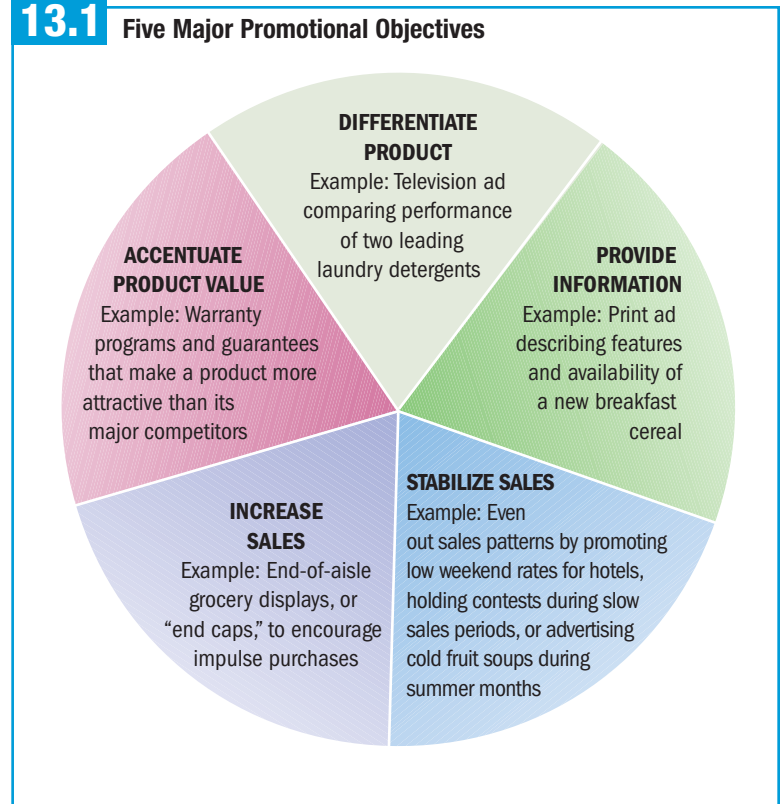 13.1 Five Major Promotional Objectives
DIFFERENTIATE
PRODUCT
Example: Television ad
comparing performance
of two leading
laundry detergents
PROVIDE
INFORMATION
Example: Print ad
describing features
and availability of
a new breakfast
cereal
STABILIZE SALES
Example: Even
out sales patterns by promoting
low weekend rates for hotels,
holding contests during slow
sales periods, or advertising
cold fruit soups during
summer months
INCREASE
SALES
Example: End-of-aisle
grocery displays, or
“end caps,” to encourage
impulse purchases
ACCENTUATE
PRODUCT VALUE
Example: Warranty
programs and guarantees
that make a product more
attractive than its
major competitors